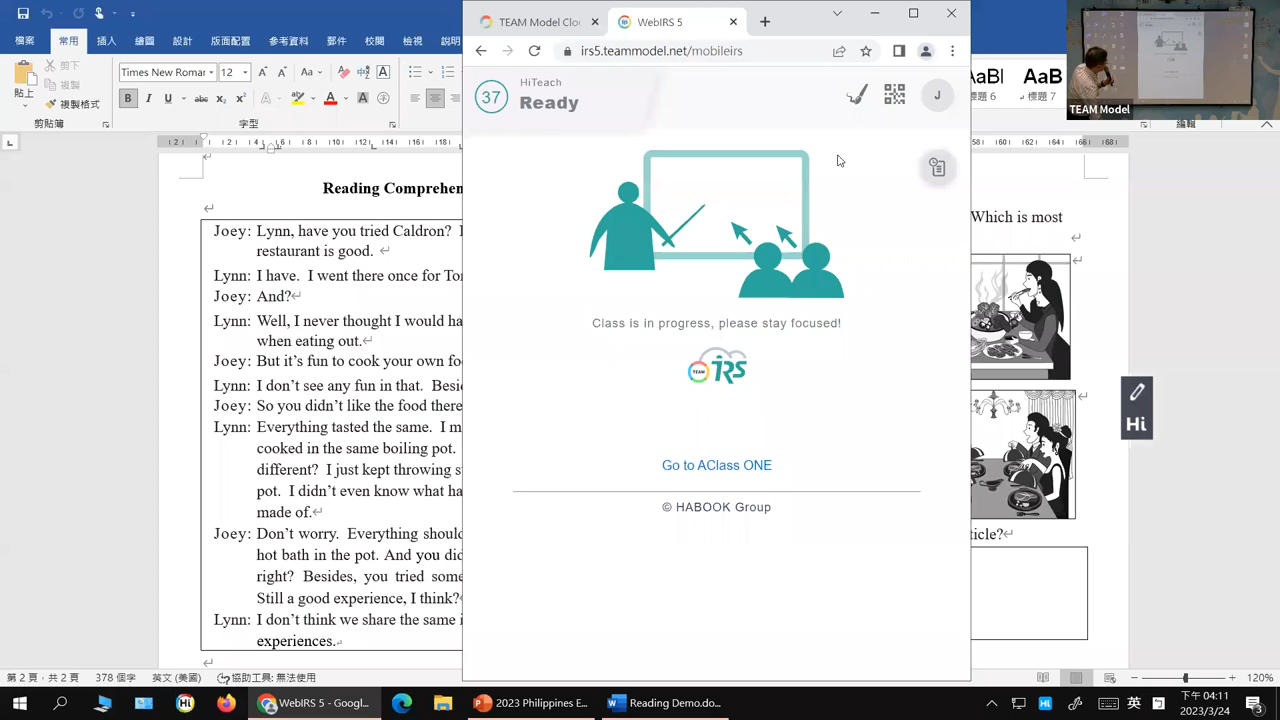 TEAM Model Clou
WebIRS 5
irs5.teammodel.net/mobileirs
檔案 常用 插入 繪圖 設計 版面配置 參考資料 郵件 校閱 檢視 說明
貼上
剪下
複製格式
剪貼簿
Times New Roman
12
字型
標題 6
標題 7
編輯
TEAM Model
37
HiTeach
Ready
J
Class is in progress, please stay focused!
TEAM IRS
Go to AClass ONE
© HABOOK Group
Hi
Reading Comprehen
Joey: Lynn, have you tried Caldron?
restaurant is good.
Lynn: I have. I went there once for Tom
Joey: And?
Lynn: Well, I never thought I would ha
when eating out.
Joey: But it's fun to cook your own foo
Lynn: I don't see any fun in that. Besid
Joey: So you didn't like the food there
Lynn: Everything tasted the same. I m
cooked in the same boiling pot.
different? I just kept throwing s
pot. I didn't even know what ha
made of.
Joey: Don't worry. Everything should
hot bath in the pot. And you did
right? Besides, you tried some
Still a good experience, I think?
Lynn: I don't think we share the same i
experiences.
Which is most
ticle?
第 2 頁，共 2 頁 378 個字 英文 (美國) 協助工具: 無法使用
120%
WebIRS 5 - Googl...
2023 Philippines E...
Reading Demo.do...
英
下午 04:11
2023/3/24
3